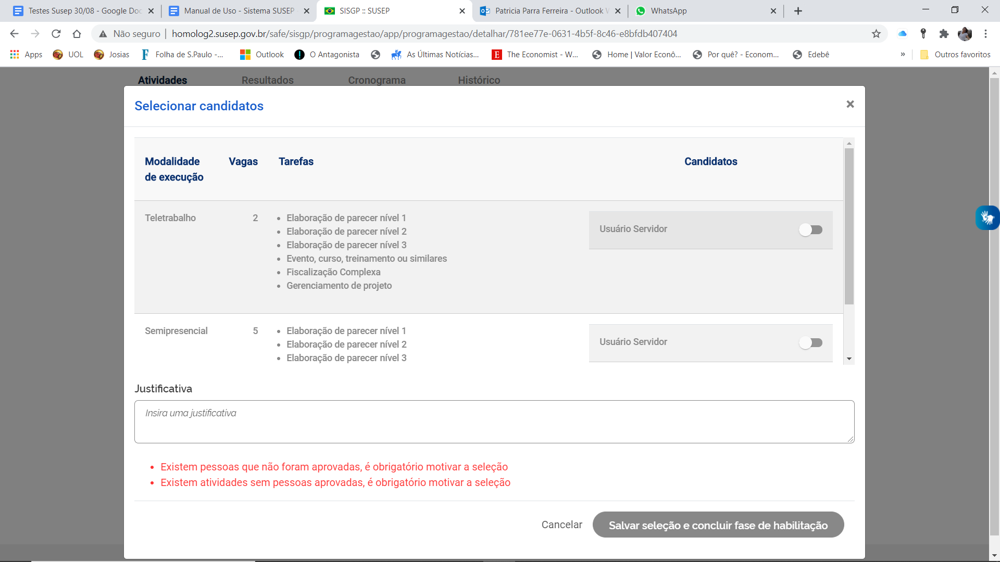 Testes Susep 30/08 - Google Doc
Manual de Uso - Sistema SUSEP
SISGP :: SUSEP
Patricia Parra Ferreira - Outlook
WhatsApp
Não seguro | homolog2.susep.gov.br/safe/sisgp/programagestao/app/programagestao/detalhar/781ee77e-0631-4b5f-8c46-e8bfdb407404
Apps UOL Josias Folha de S.Paulo -... Outlook O Antagonista As Últimas Notícias... The Economist - W... Home | Valor Econô... Por quê? - Econom... Edebê » Outros favoritos
Atividades Resultados Cronograma Histórico
Selecionar candidatos ×
Modalidade de execução Vagas Tarefas Candidatos
Teletrabalho 2
• Elaboração de parecer nível 1
• Elaboração de parecer nível 2
• Elaboração de parecer nível 3
• Evento, curso, treinamento ou similares
• Fiscalização Complexa
• Gerenciamento de projeto
Usuário Servidor
Semipresencial 5
• Elaboração de parecer nível 1
• Elaboração de parecer nível 2
• Elaboração de parecer nível 3
Usuário Servidor
Justificativa
Insira uma justificativa
• Existem pessoas que não foram aprovadas, é obrigatório motivar a seleção
• Existem atividades sem pessoas aprovadas, é obrigatório motivar a seleção
Cancelar Salvar seleção e concluir fase de habilitação